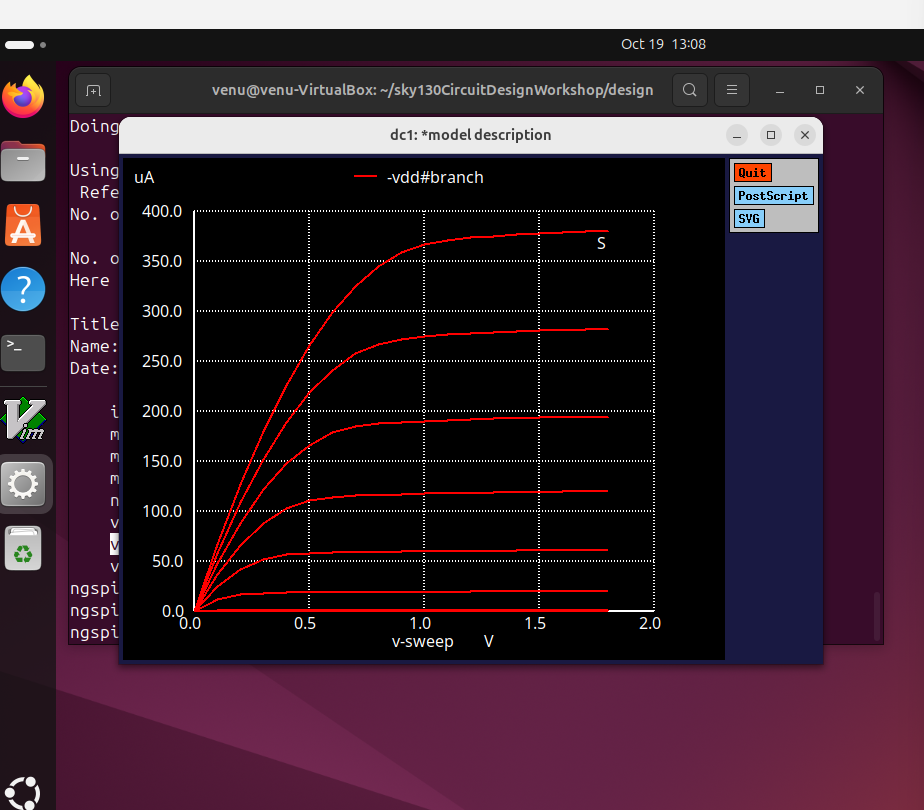 Oct 19 13:08
venu@venu-VirtualBox: ~/sky130CircuitDesignWorkshop/design
Doing
dc1: *model description
Using
Refe
No. o
No. o
Here
Title
Name:
Date:
i
m
m
m
n
v
v
v
ngspi
ngspi
ngspi
uA
-vdd#branch
400.0
350.0
300.0
250.0
200.0
150.0
100.0
50.0
0.0
0.0 0.5 1.0 1.5 2.0
v-sweep V
S
Quit
PostScript
SVG
>_
Vim
?